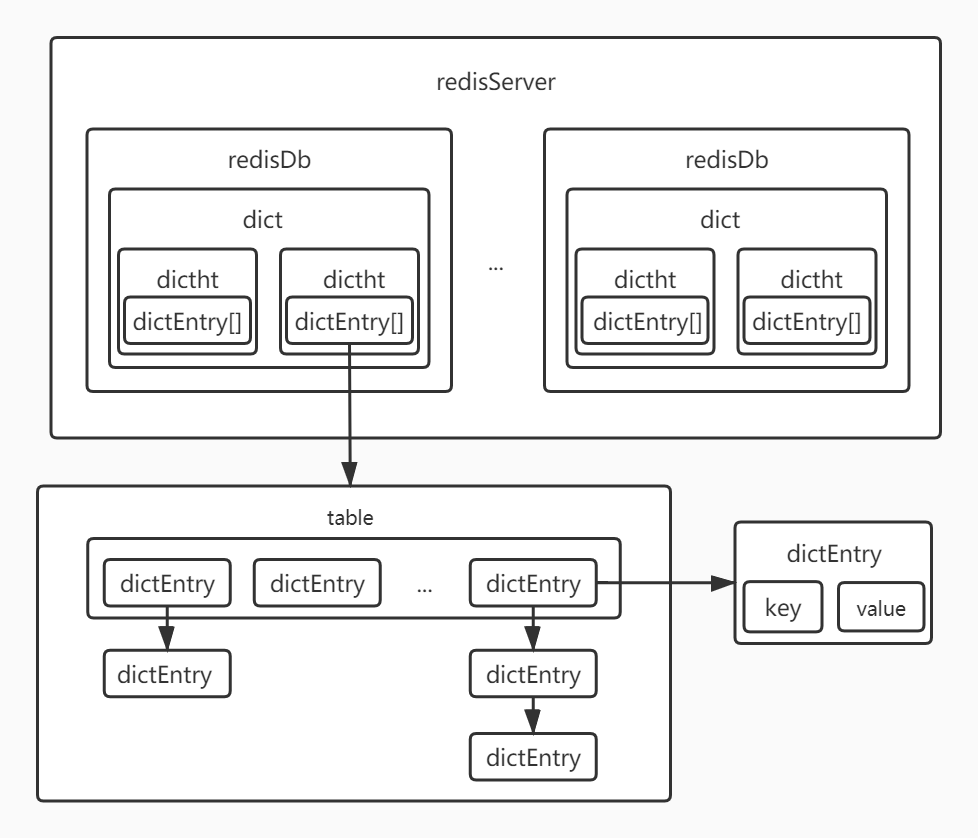 redisServer
redisDb
redisDb
dict
dict
dictht
dictht
dictht
dictht
dictEntry[]
dictEntry[]
...
dictEntry[]
dictEntry[]
table
dictEntry
dictEntry
...
dictEntry
dictEntry
key
value
dictEntry
dictEntry
dictEntry